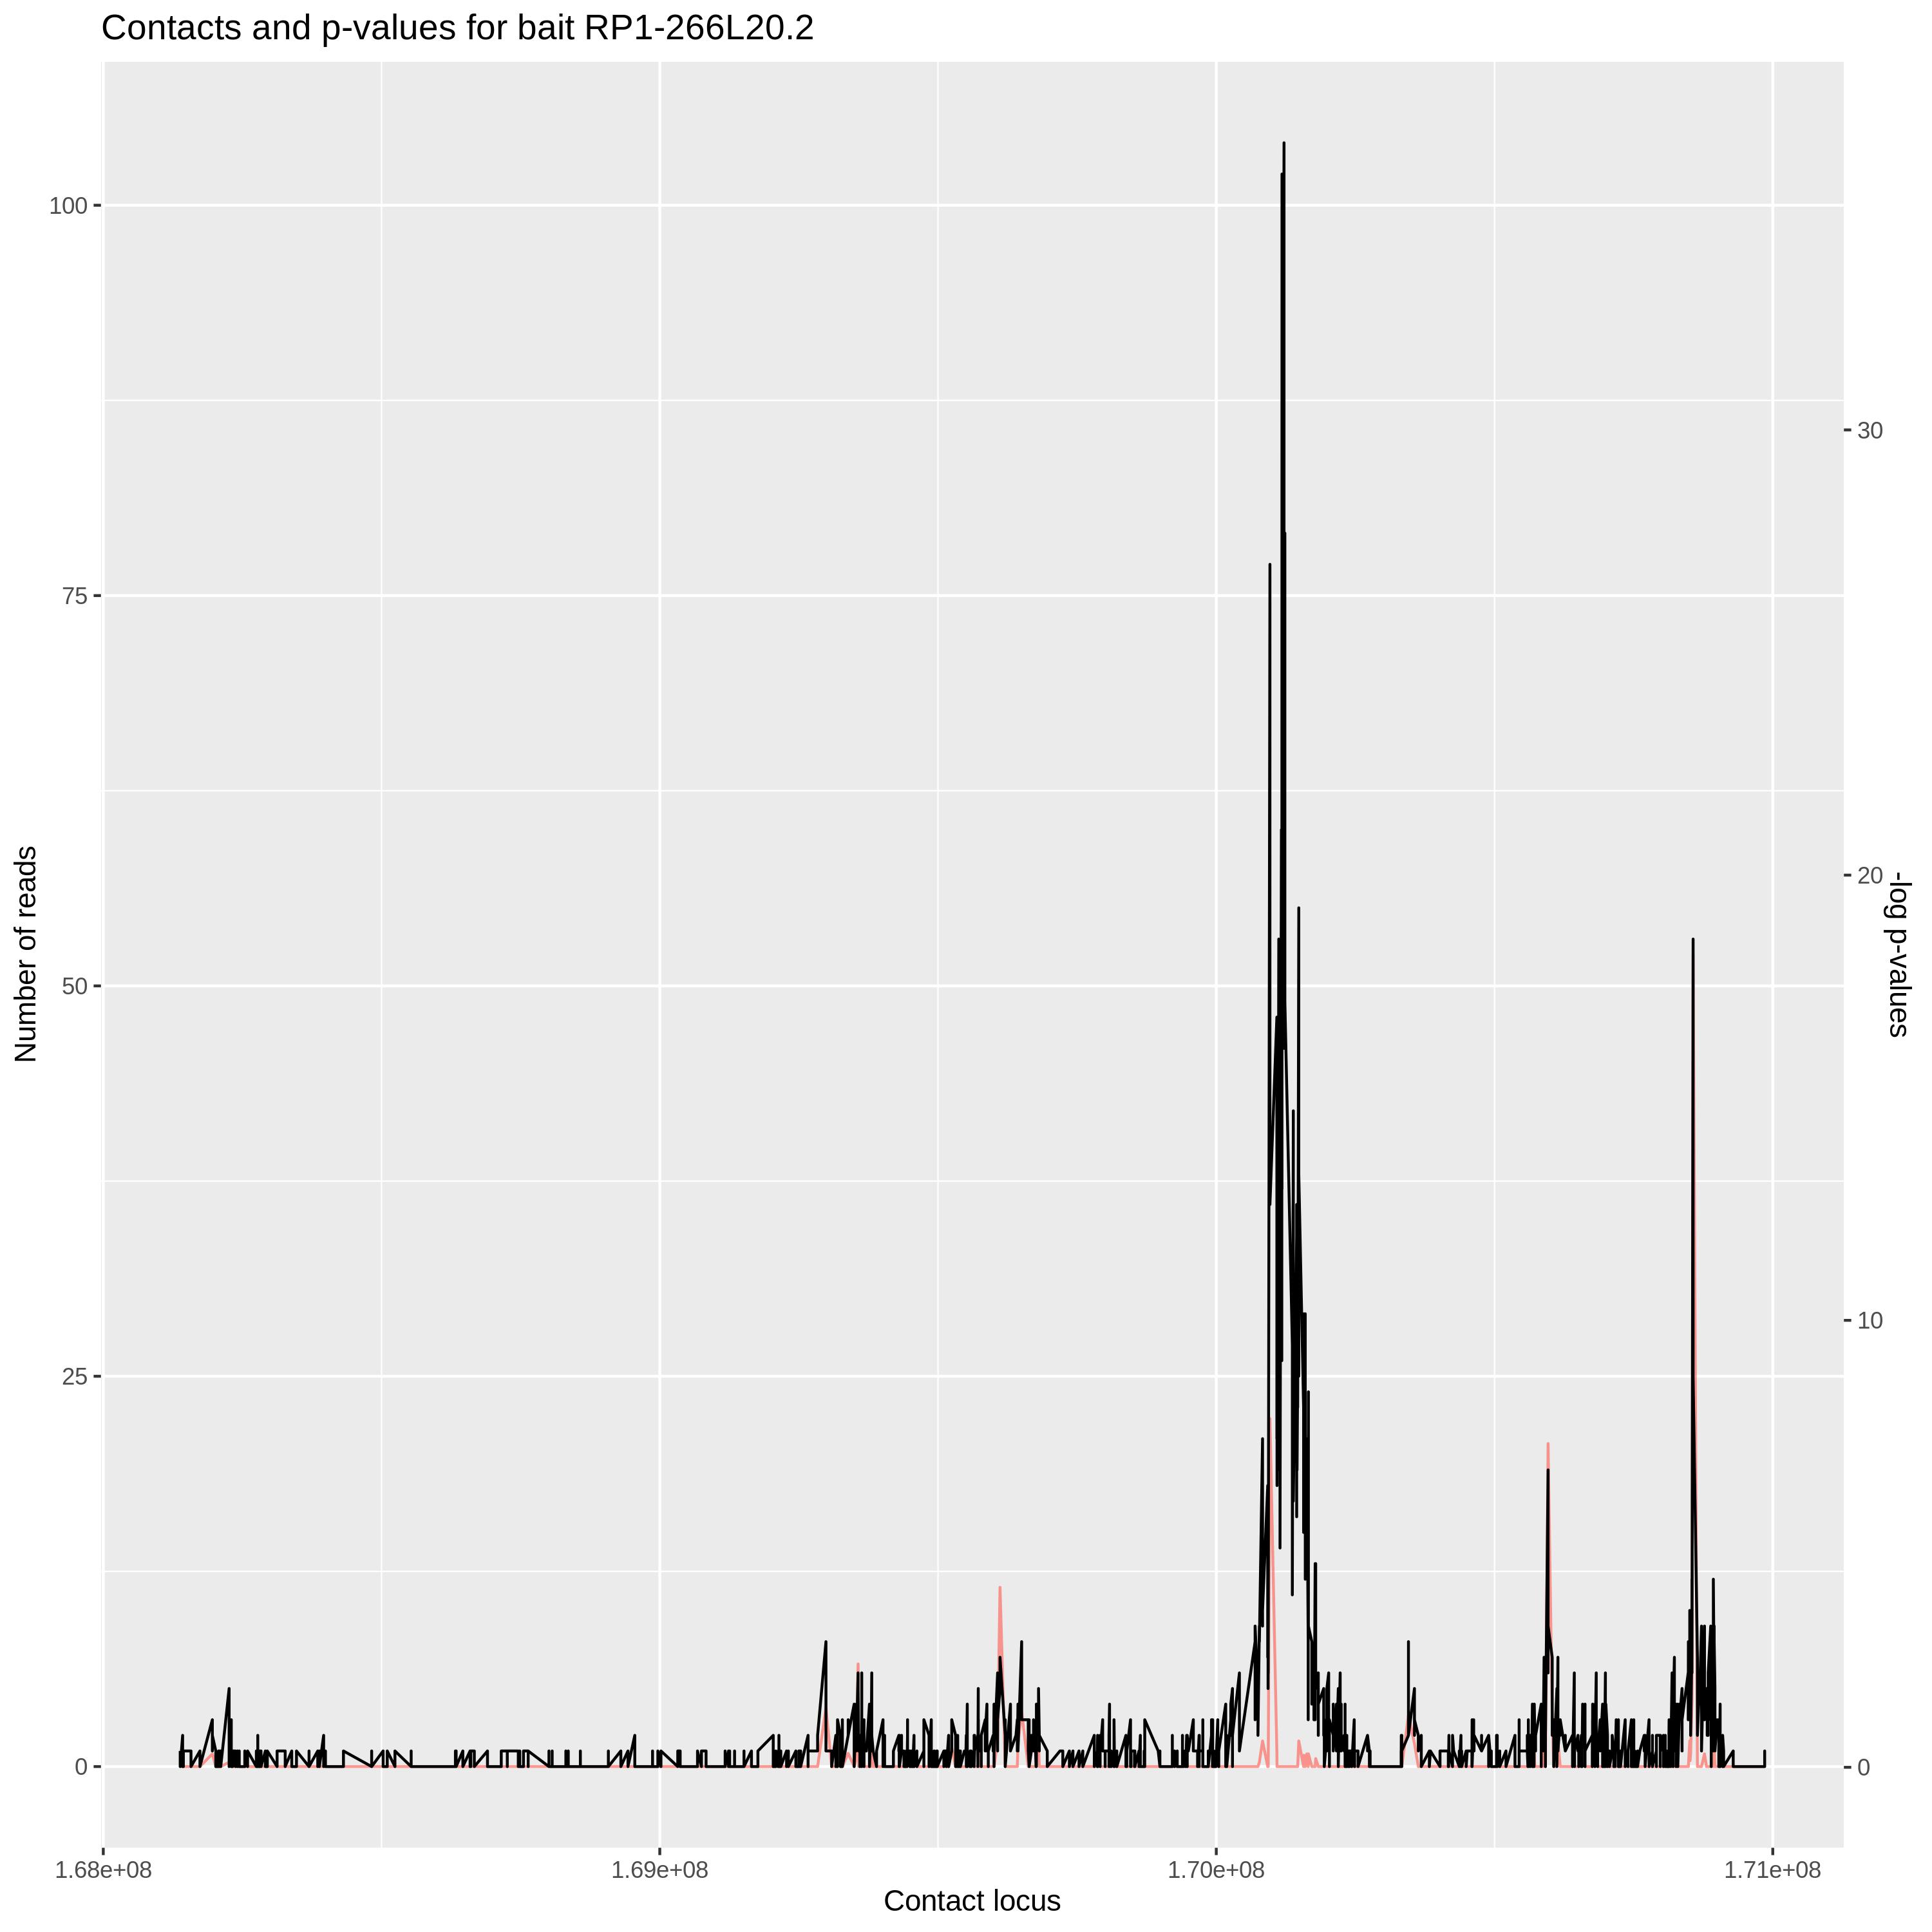 Contacts and p-values for bait RP1-266L20.2
100
75
50
25
0
Number of reads
30
20
10
0
-log p-values
1.68e+08
1.69e+08
1.70e+08
1.71e+08
Contact locus